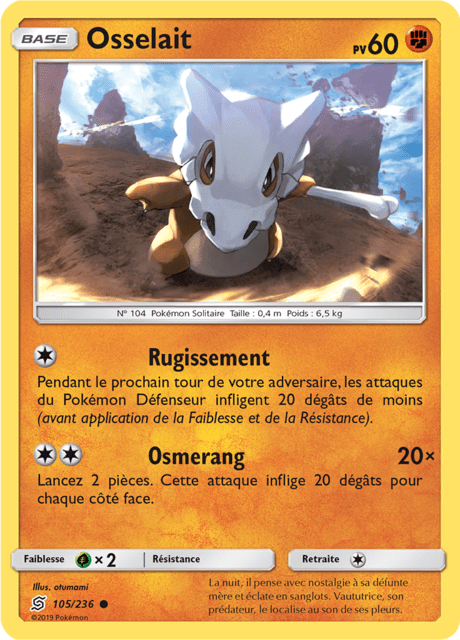 BASE Osselait PV60
N° 104 Pokémon Solitaire Taille : 0,4 m Poids : 6,5 kg
Rugissement
Pendant le prochain tour de votre adversaire, les attaques
du Pokémon Défenseur infligent 20 dégâts de moins
(avant application de la Faiblesse et de la Résistance).
Osmerang 20×
Lancez 2 pièces. Cette attaque inflige 20 dégâts pour
chaque côté face.
Faiblesse ×2 Résistance Retraite
Illus. otumami
105/236
©2019 Pokémon
La nuit, il pense avec nostalgie à sa défunte
mère et éclate en sanglots. Vaututrice, son
prédateur, le localise au son de ses pleurs.